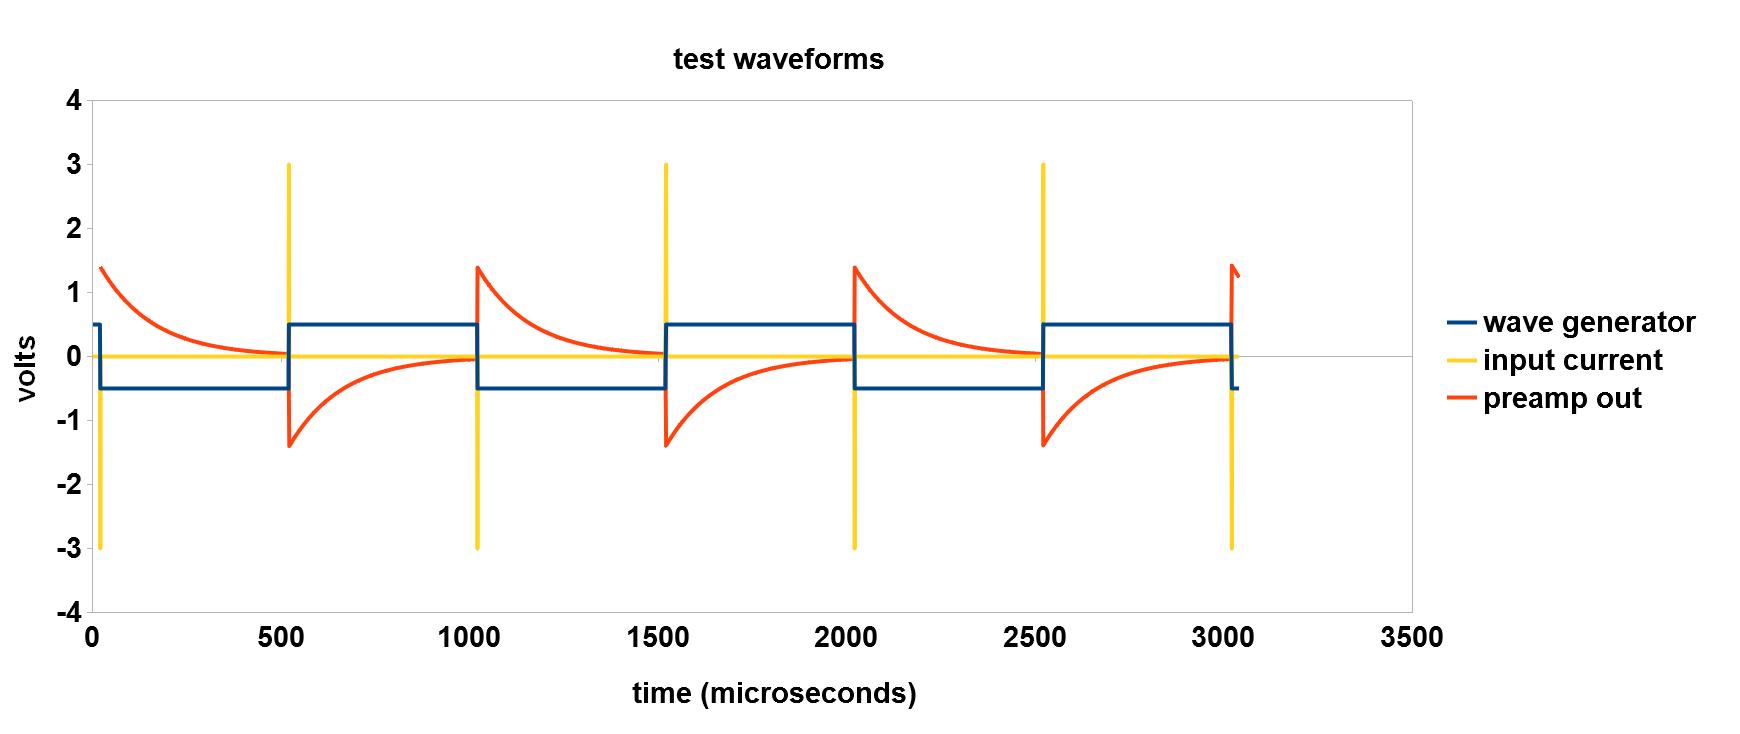 test waveforms
4
3
2
1
0
-1
-2
-3
-4
volts
0 500 1000 1500 2000 2500 3000 3500
time (microseconds)
wave generator
input current
preamp out